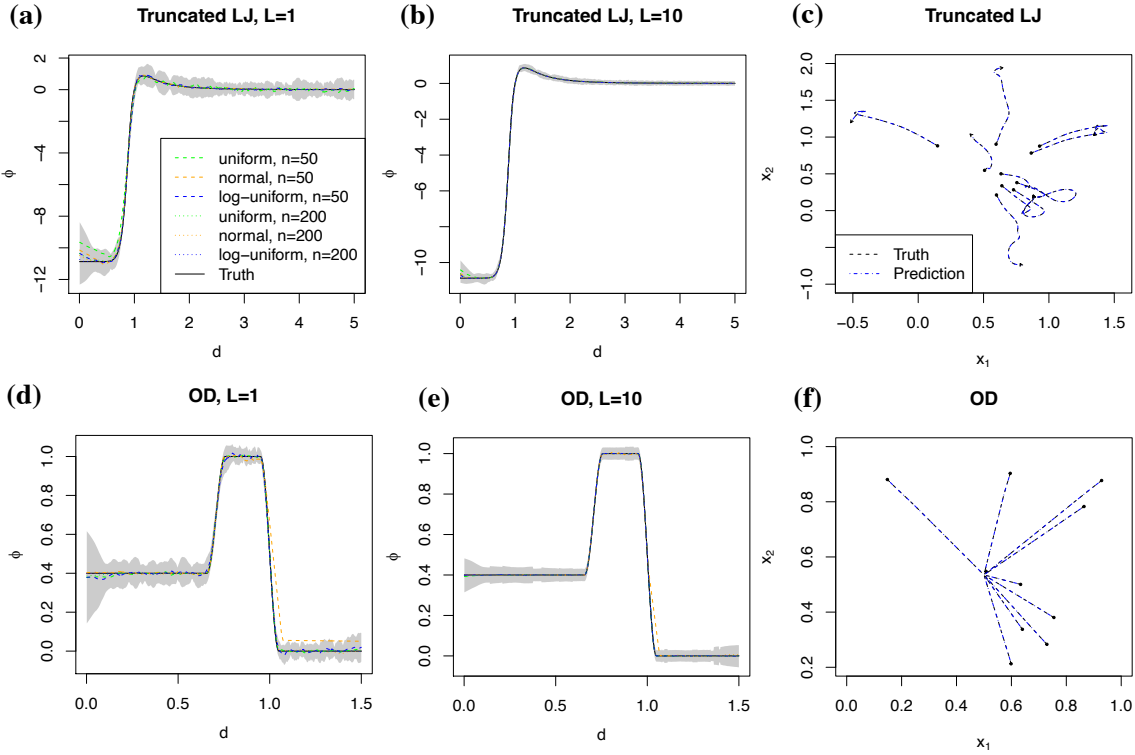 (a) Truncated LJ, L=1
2
0
−4
−8
−12
ϕ
0 1 2 3 4 5
d
uniform, n=50
normal, n=50
log−uniform, n=50
uniform, n=200
normal, n=200
log−uniform, n=200
Truth
(b) Truncated LJ, L=10
0
−5
−10
ϕ
0 1 2 3 4 5
d
(c) Truncated LJ
2.0
1.5
1.0
0.5
0.0
−1.0
x2
−0.5 0.0 0.5 1.0 1.5
x1
Truth
Prediction
(d) OD, L=1
1.0
0.8
0.6
0.4
0.2
0.0
ϕ
0.0 0.5 1.0 1.5
d
(e) OD, L=10
1.0
0.8
0.6
0.4
0.2
0.0
ϕ
0.0 0.5 1.0 1.5
d
(f) OD
1.0
0.8
0.6
0.4
0.2
x2
0.0 0.2 0.4 0.6 0.8 1.0
x1